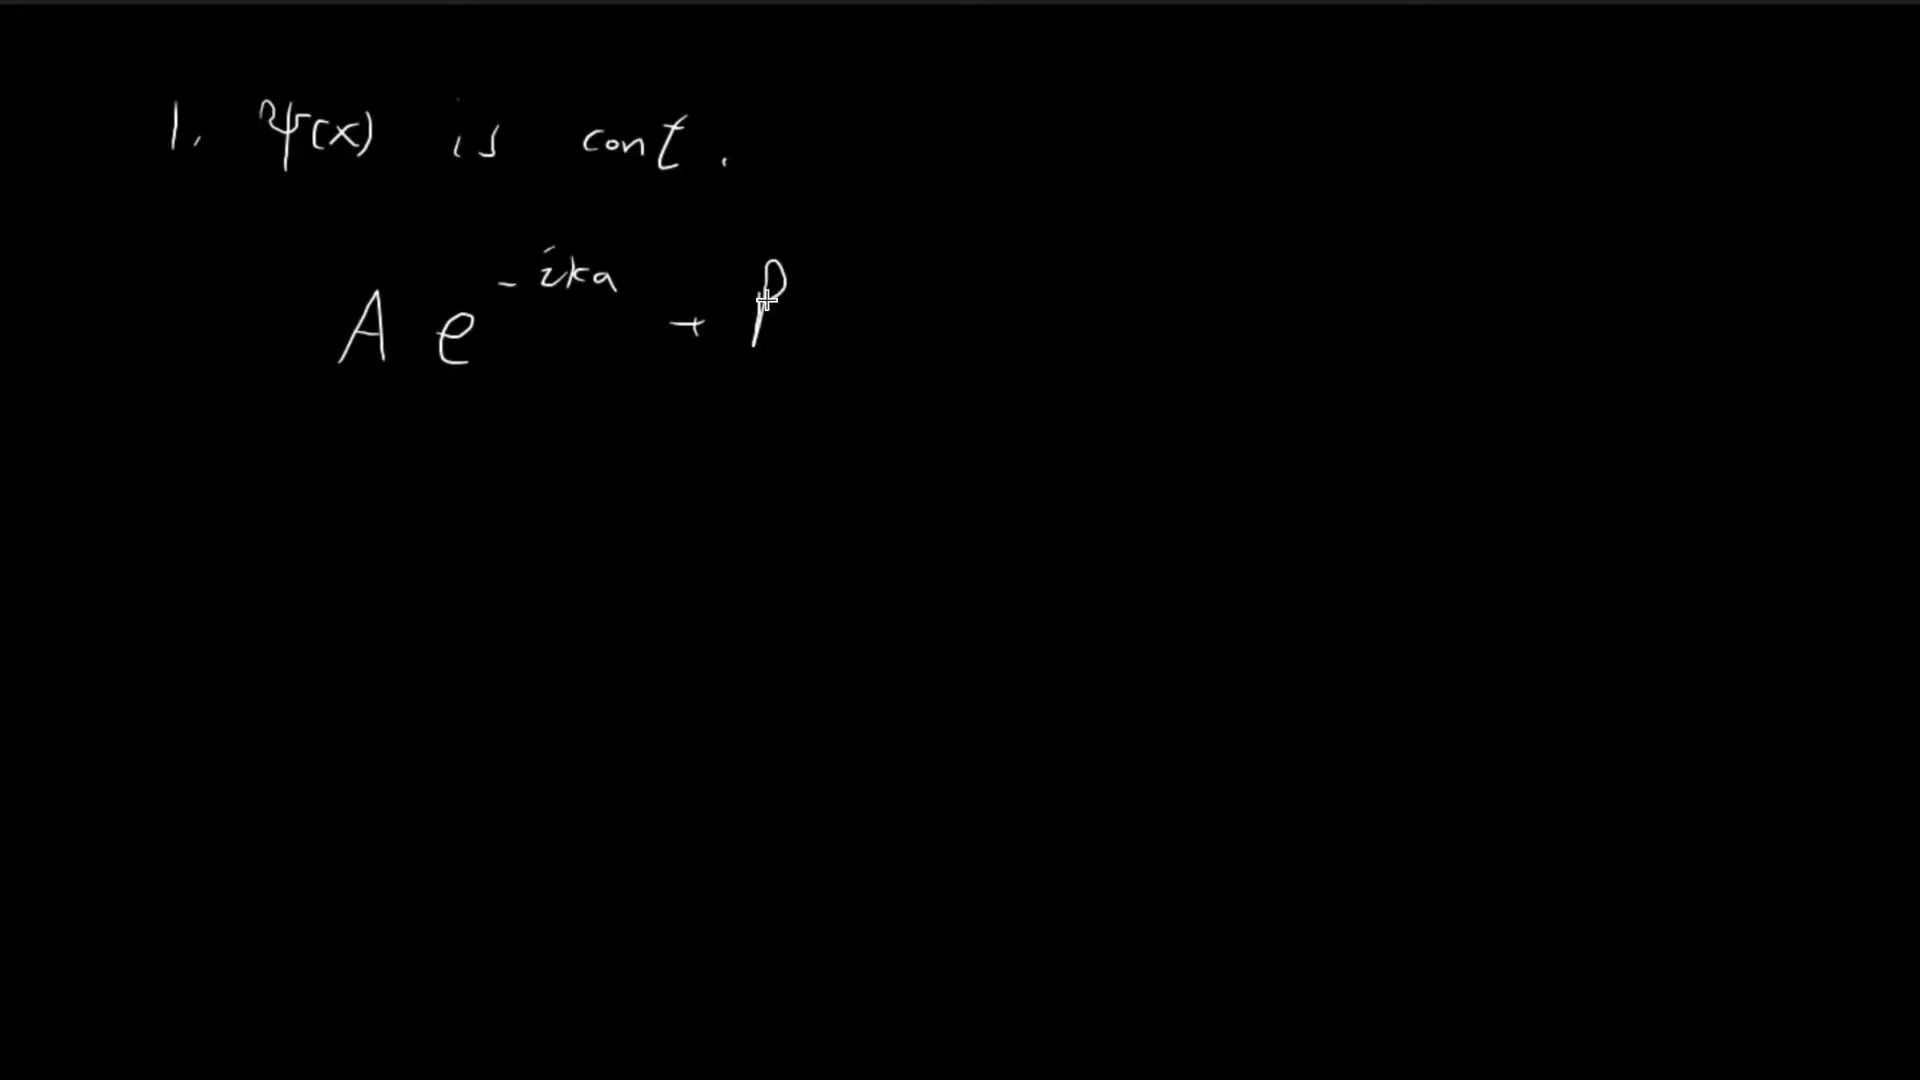 1. ψ(x) is cont.
A e^{-ika} + P